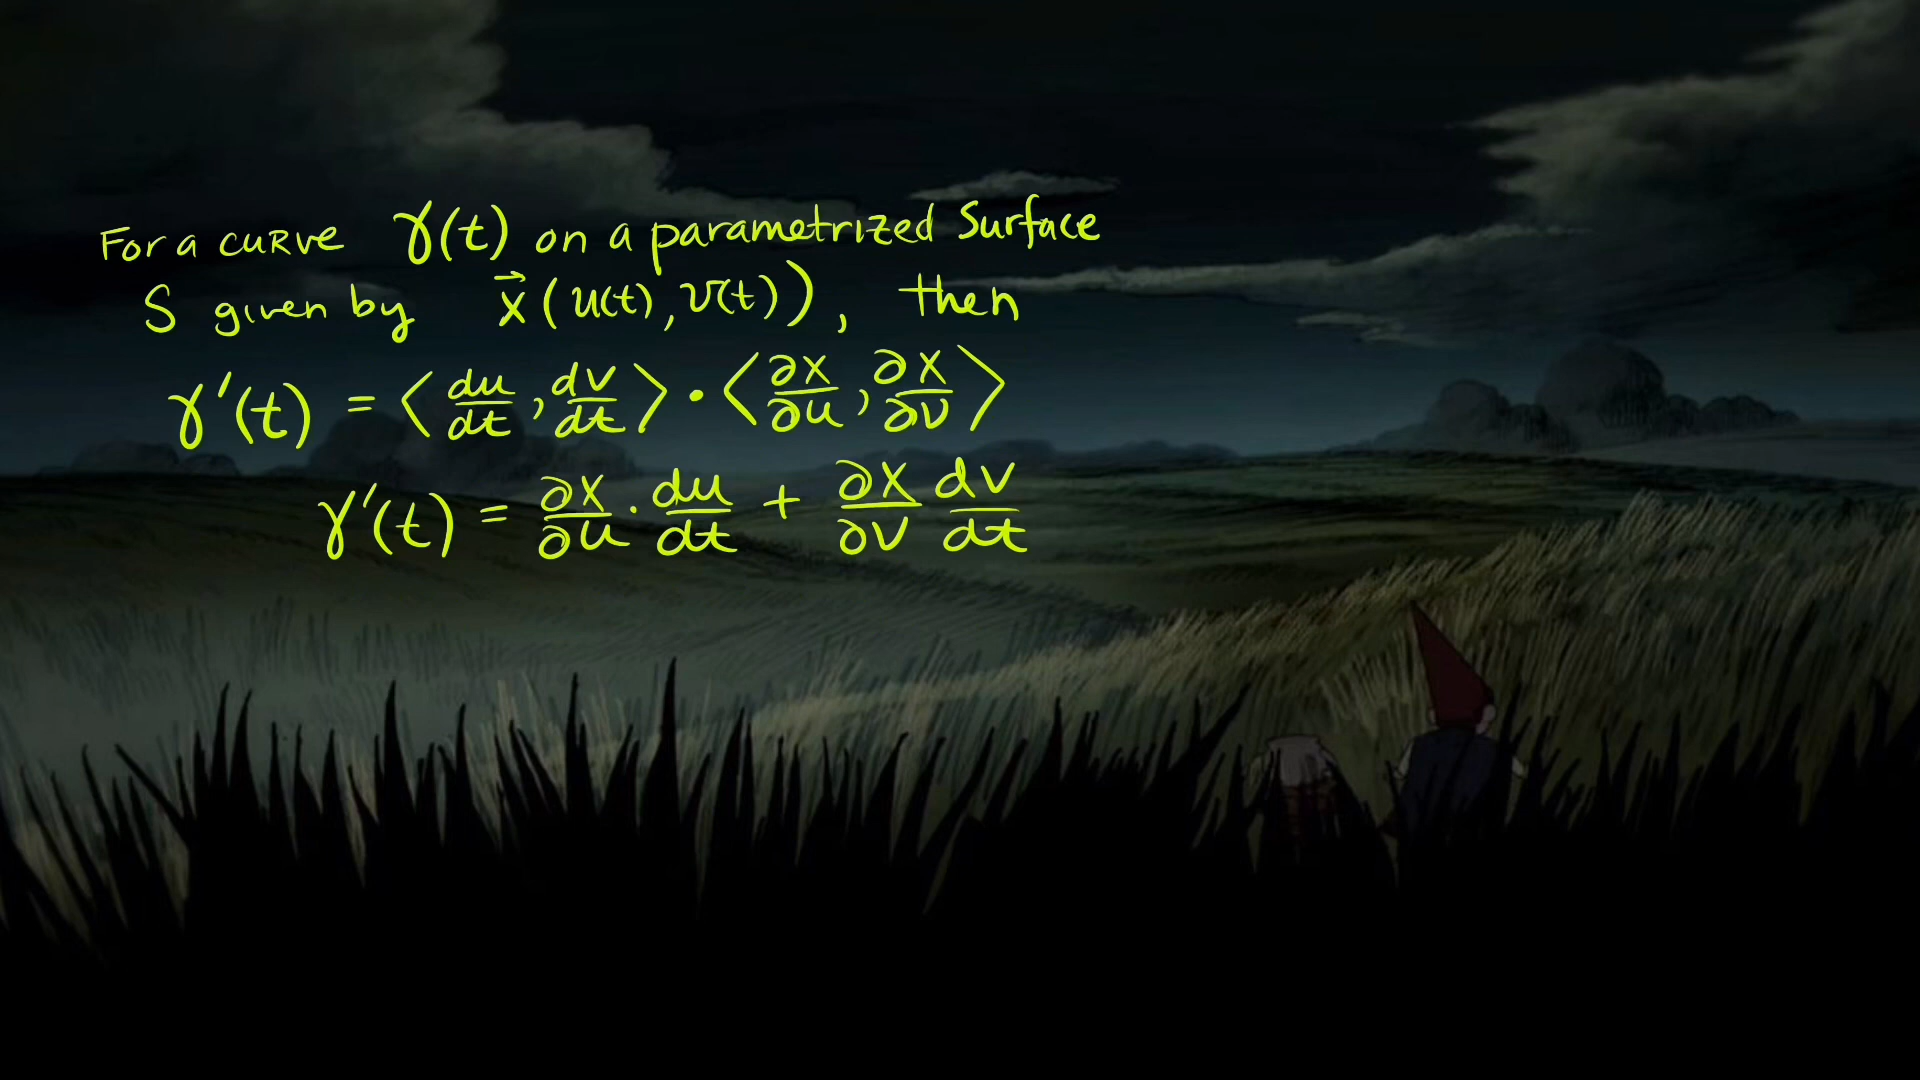 For a curve γ(t) on a parametrized surface
S given by x⃗(u(t), v(t)), then
γ'(t) = ⟨du/dt, dv/dt⟩ · ⟨∂x/∂u, ∂x/∂v⟩
γ'(t) = ∂x/∂u · du/dt + ∂x/∂v dv/dt